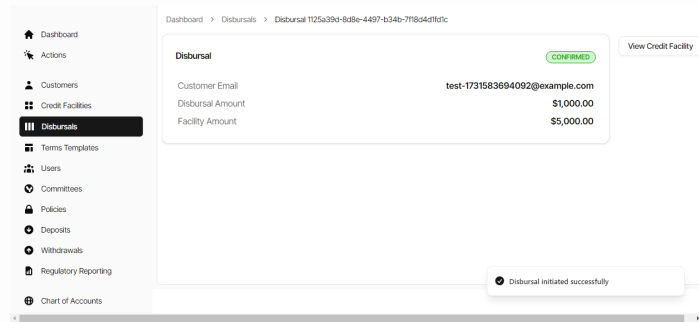 Dashboard > Disbursals > Disbursal 1125a39d-8d8e-4497-b34b-7f18d4d1fd1c
Dashboard
Actions
Customers
Credit Facilities
Disbursals
Terms Templates
Users
Committees
Policies
Deposits
Withdrawals
Regulatory Reporting
Chart of Accounts
Disbursal CONFIRMED
Customer Email test-1731583694092@example.com
Disbursal Amount $1,000.00
Facility Amount $5,000.00
View Credit Facility
Disbursal initiated successfully